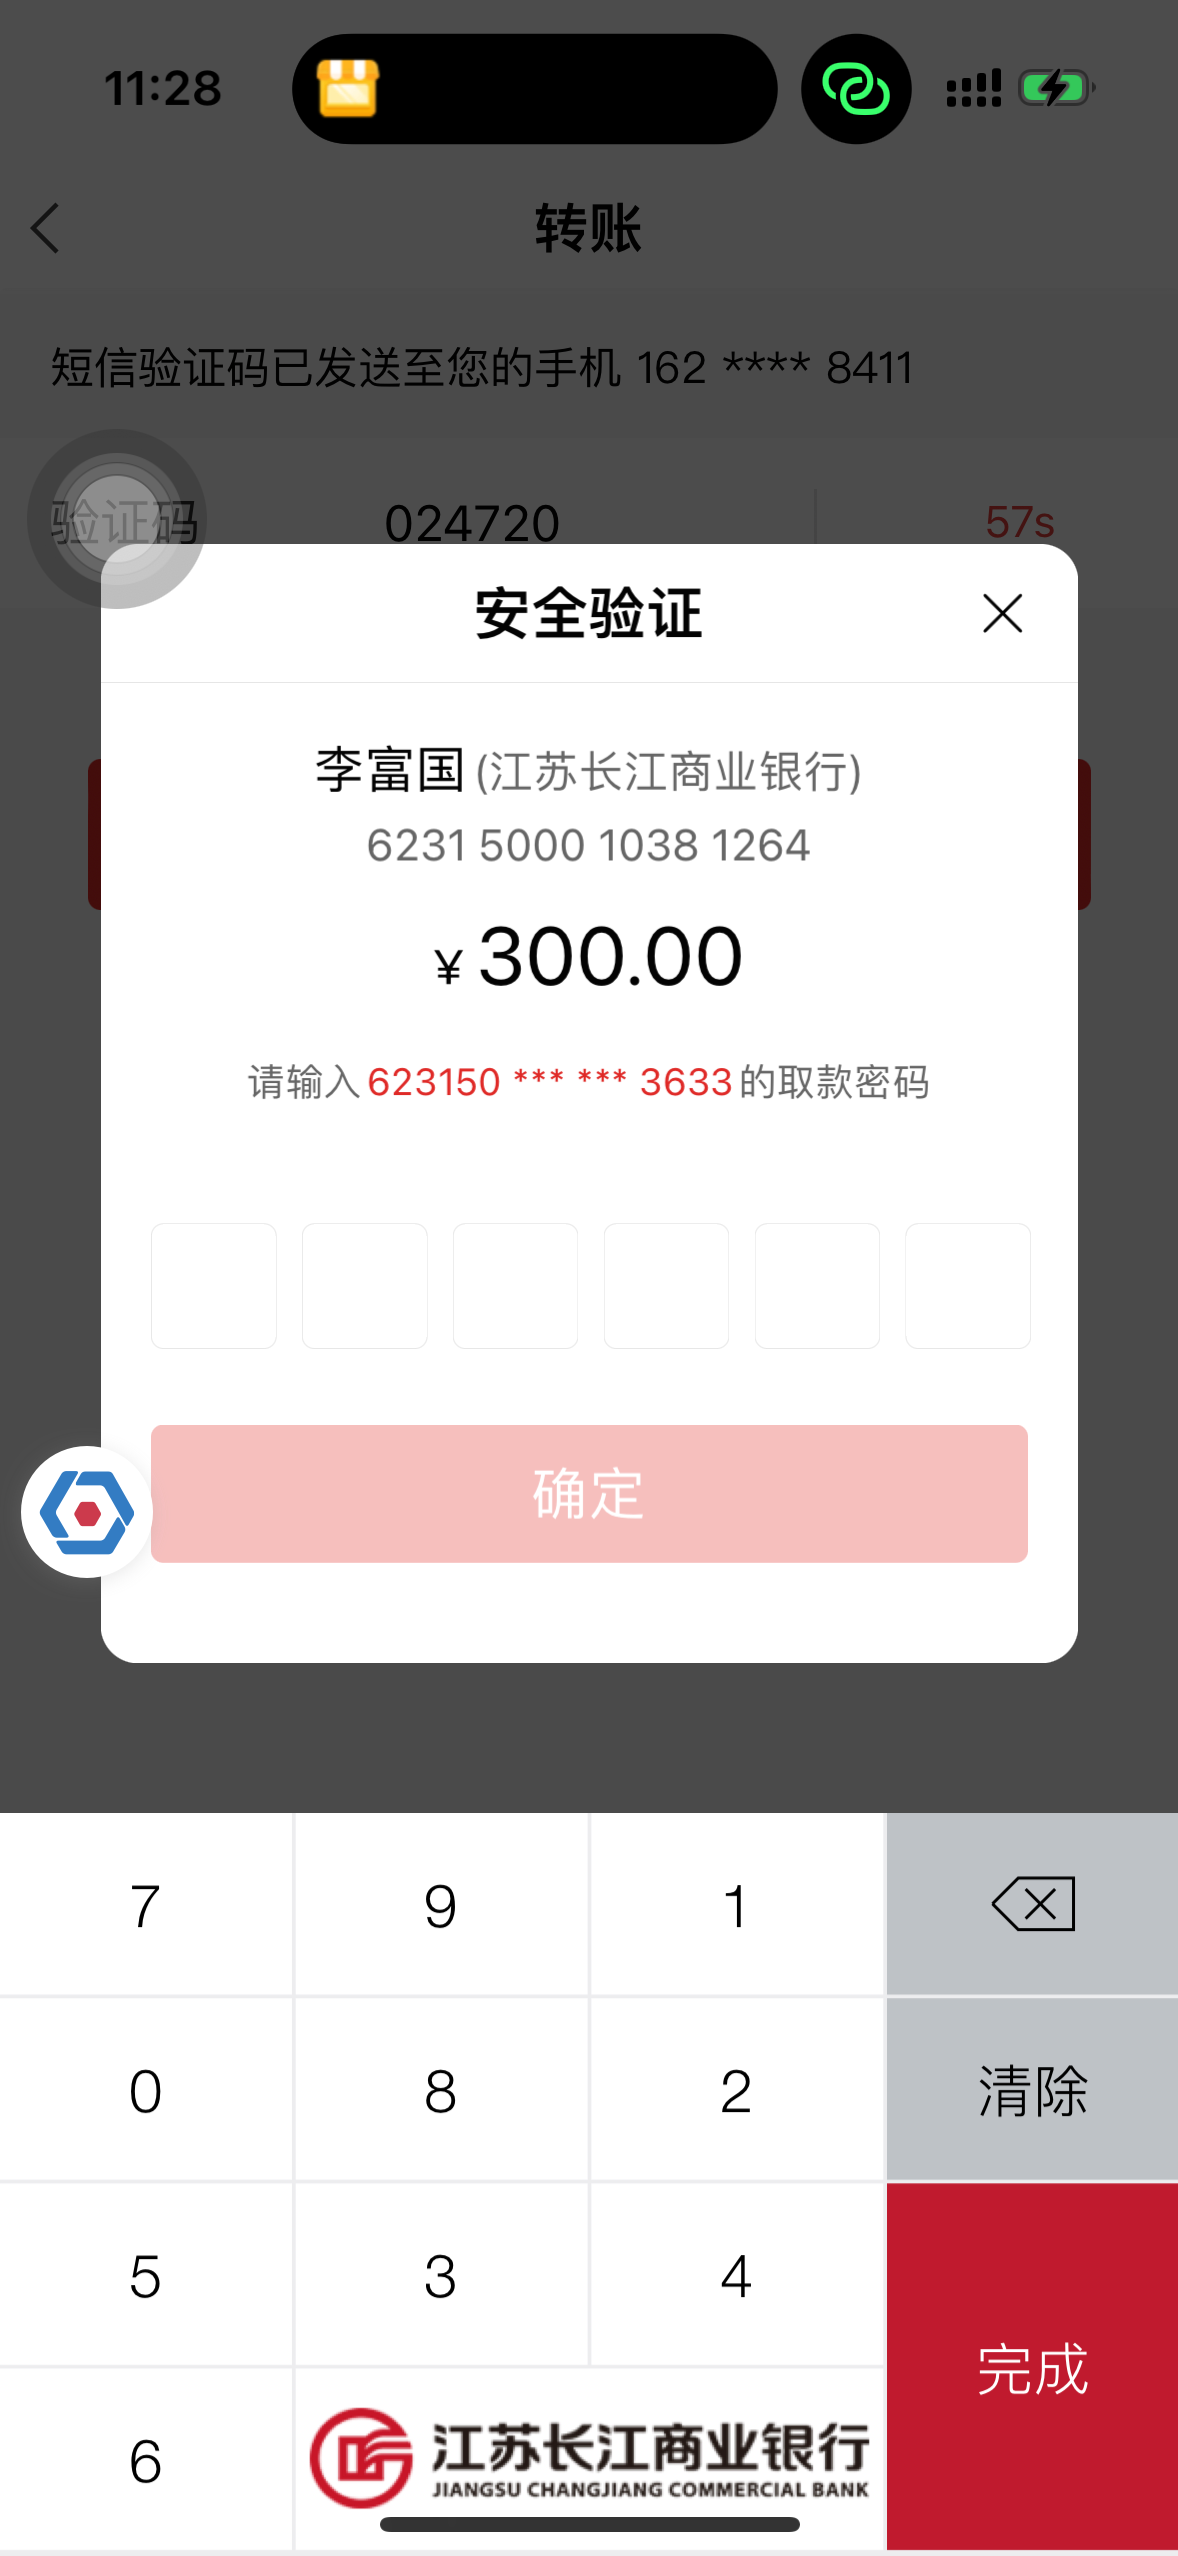 11:28
转账
短信验证码已发送至您的手机 162 **** 8411
验证码 024720 57s
安全验证
李富国 (江苏长江商业银行)
6231 5000 1038 1264
¥ 300.00
请输入 623150 *** *** 3633 的取款密码
确定
7 9 1
0 8 2 清除
5 3 4
完成
6 江苏长江商业银行
JIANGSU CHANGJIANG COMMERCIAL BANK